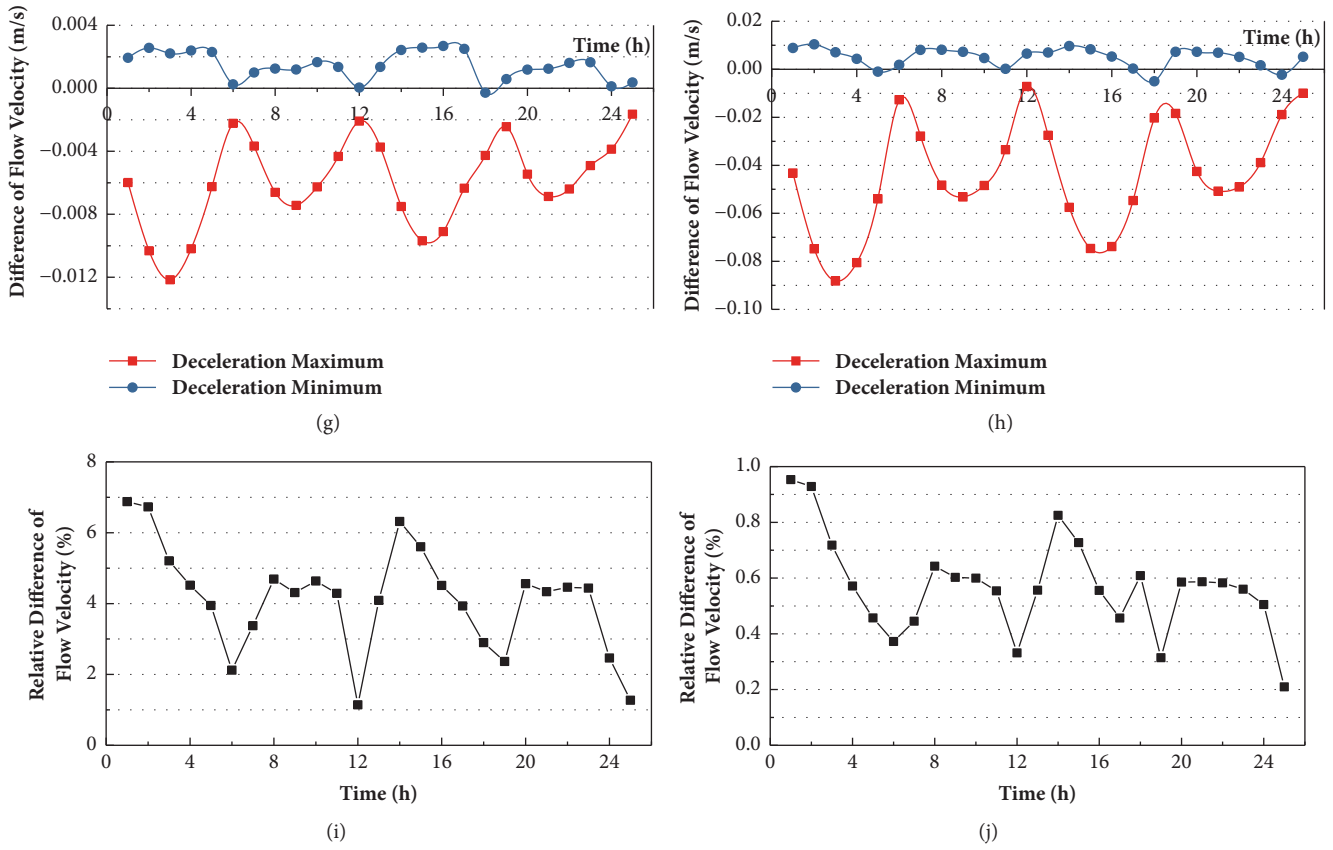 Difference of Flow Velocity (m/s)
0.004
0.000
−0.004
−0.008
−0.012
Time (h)
0 4 8 12 16 20 24
Deceleration Maximum
Deceleration Minimum
(g)
Difference of Flow Velocity (m/s)
0.02
0.00
−0.02
−0.04
−0.06
−0.08
−0.10
Time (h)
0 4 8 12 16 20 24
Deceleration Maximum
Deceleration Minimum
(h)
Relative Difference of
Flow Velocity (%)
8
6
4
2
0
0 4 8 12 16 20 24
Time (h)
(i)
Relative Difference of
Flow Velocity (%)
1.0
0.8
0.6
0.4
0.2
0.0
0 4 8 12 16 20 24
Time (h)
(j)